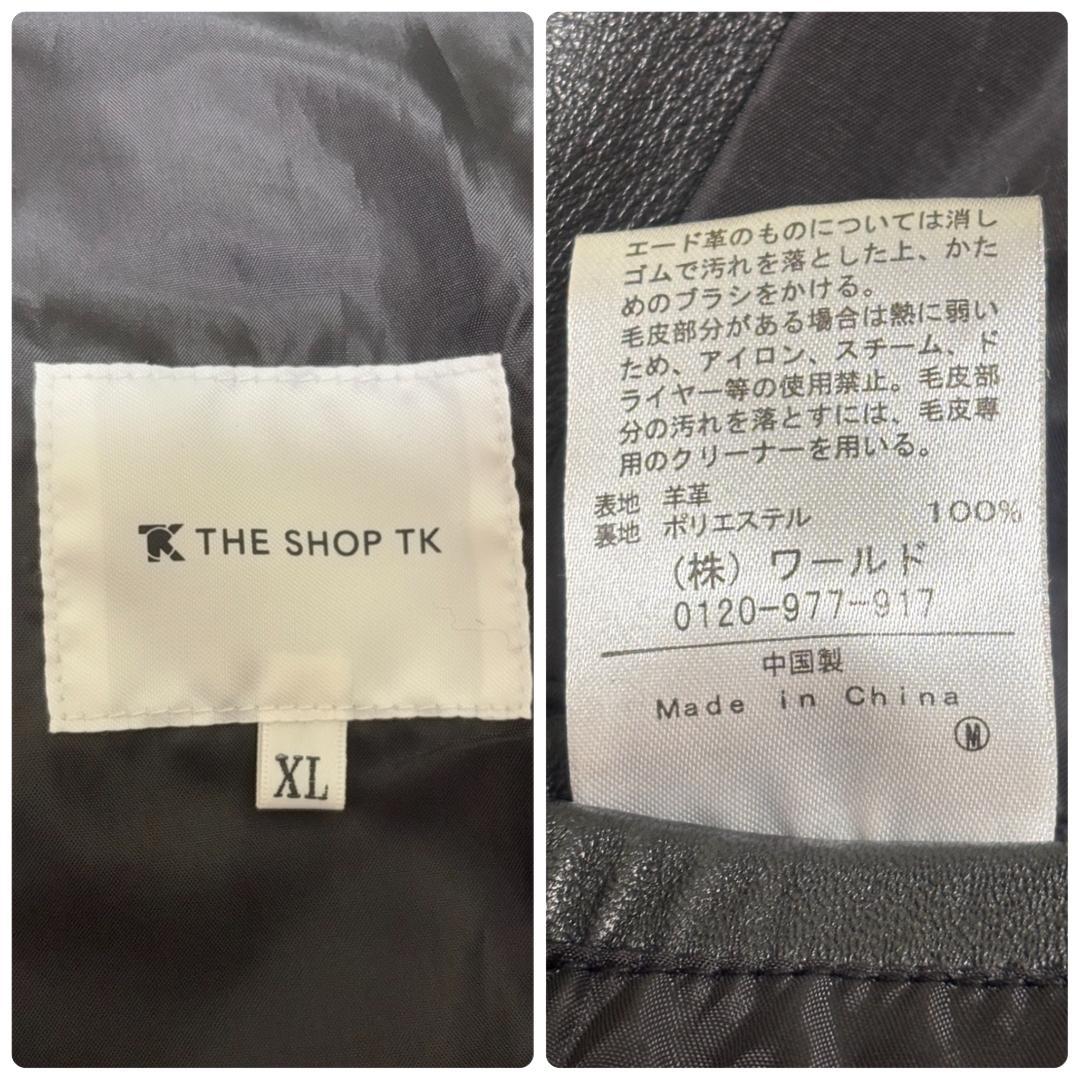 TK THE SHOP TK
XL
エード革のものについては消し
ゴムで汚れを落とした上、かた
めのブラシをかける。
毛皮部分がある場合は熱に弱い
ため、アイロン、スチーム、ド
ライヤー等の使用禁止。毛皮部
分の汚れを落とすには、毛皮専
用のクリーナーを用いる。
表地 羊革
裏地 ポリエステル 100%
(株) ワールド
0120-977-917
中国製
Made in China
M